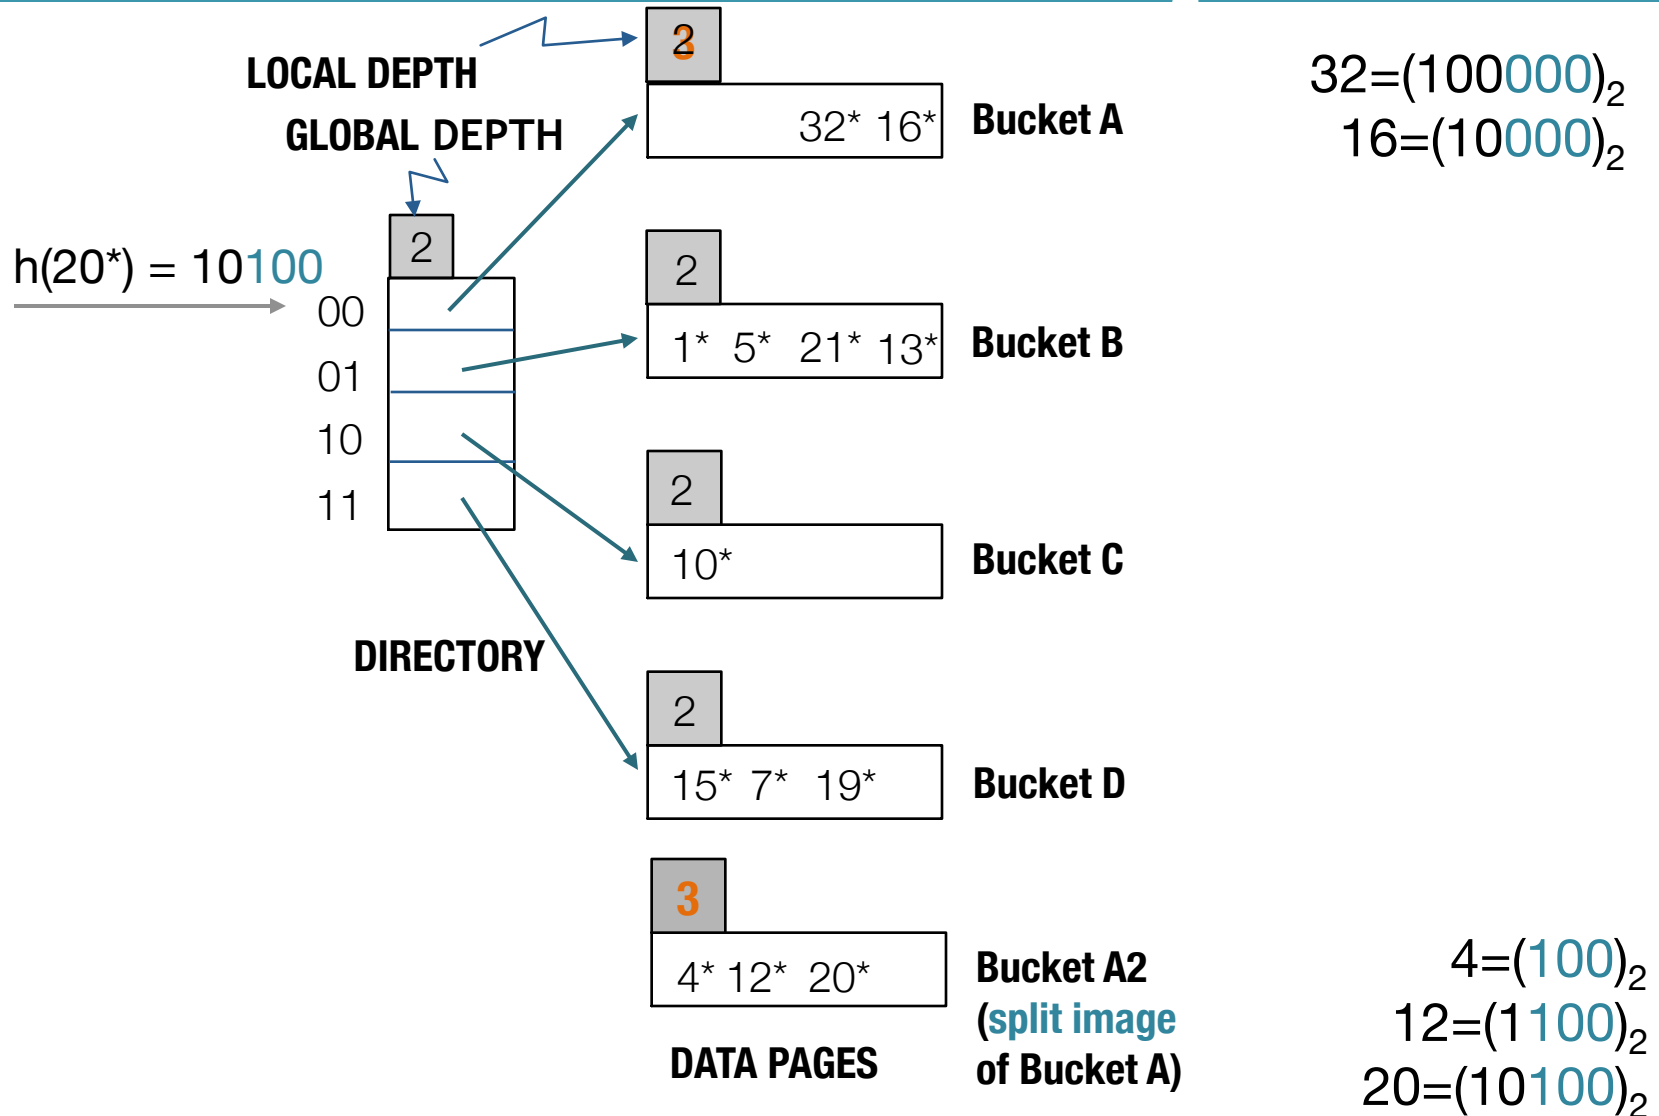 LOCAL DEPTH
GLOBAL DEPTH
2
h(20*) = 10100
00
01
10
11
DIRECTORY
2 3
32* 16*
Bucket A
32=(100000)₂
16=(10000)₂
2
1* 5* 21* 13*
Bucket B
2
10*
Bucket C
2
15* 7* 19*
Bucket D
3
4* 12* 20*
Bucket A2
(split image
of Bucket A)
DATA PAGES
4=(100)₂
12=(1100)₂
20=(10100)₂